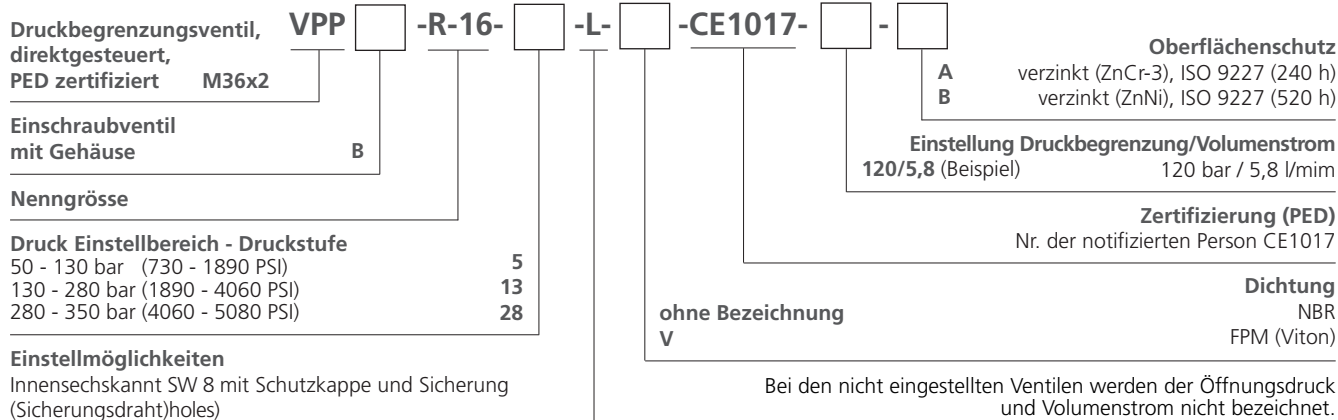 VPP -R-16- -L- -CE1017- -
Druckbegrenzungsventil,
direktgesteuert,
PED zertifiziert M36x2
Einschraubventil
mit Gehäuse B
Nenngrösse
Druck Einstellbereich - Druckstufe
50 - 130 bar (730 - 1890 PSI) 5
130 - 280 bar (1890 - 4060 PSI) 13
280 - 350 bar (4060 - 5080 PSI) 28
Einstellmöglichkeiten
Innensechskannt SW 8 mit Schutzkappe und Sicherung
(Sicherungsdraht)holes)
Oberflächenschutz
A verzinkt (ZnCr-3), ISO 9227 (240 h)
B verzinkt (ZnNi), ISO 9227 (520 h)
Einstellung Druckbegrenzung/Volumenstrom
120/5,8 (Beispiel) 120 bar / 5,8 l/mim
Zertifizierung (PED)
Nr. der notifizierten Person CE1017
Dichtung
ohne Bezeichnung NBR
V FPM (Viton)
Bei den nicht eingestellten Ventilen werden der Öffnungsdruck
und Volumenstrom nicht bezeichnet.